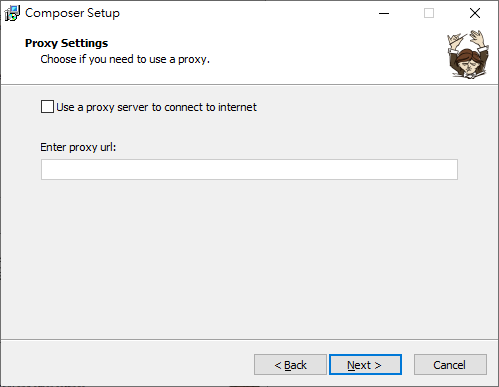 Composer Setup
Proxy Settings
Choose if you need to use a proxy.
Use a proxy server to connect to internet
Enter proxy url:
< Back
Next >
Cancel